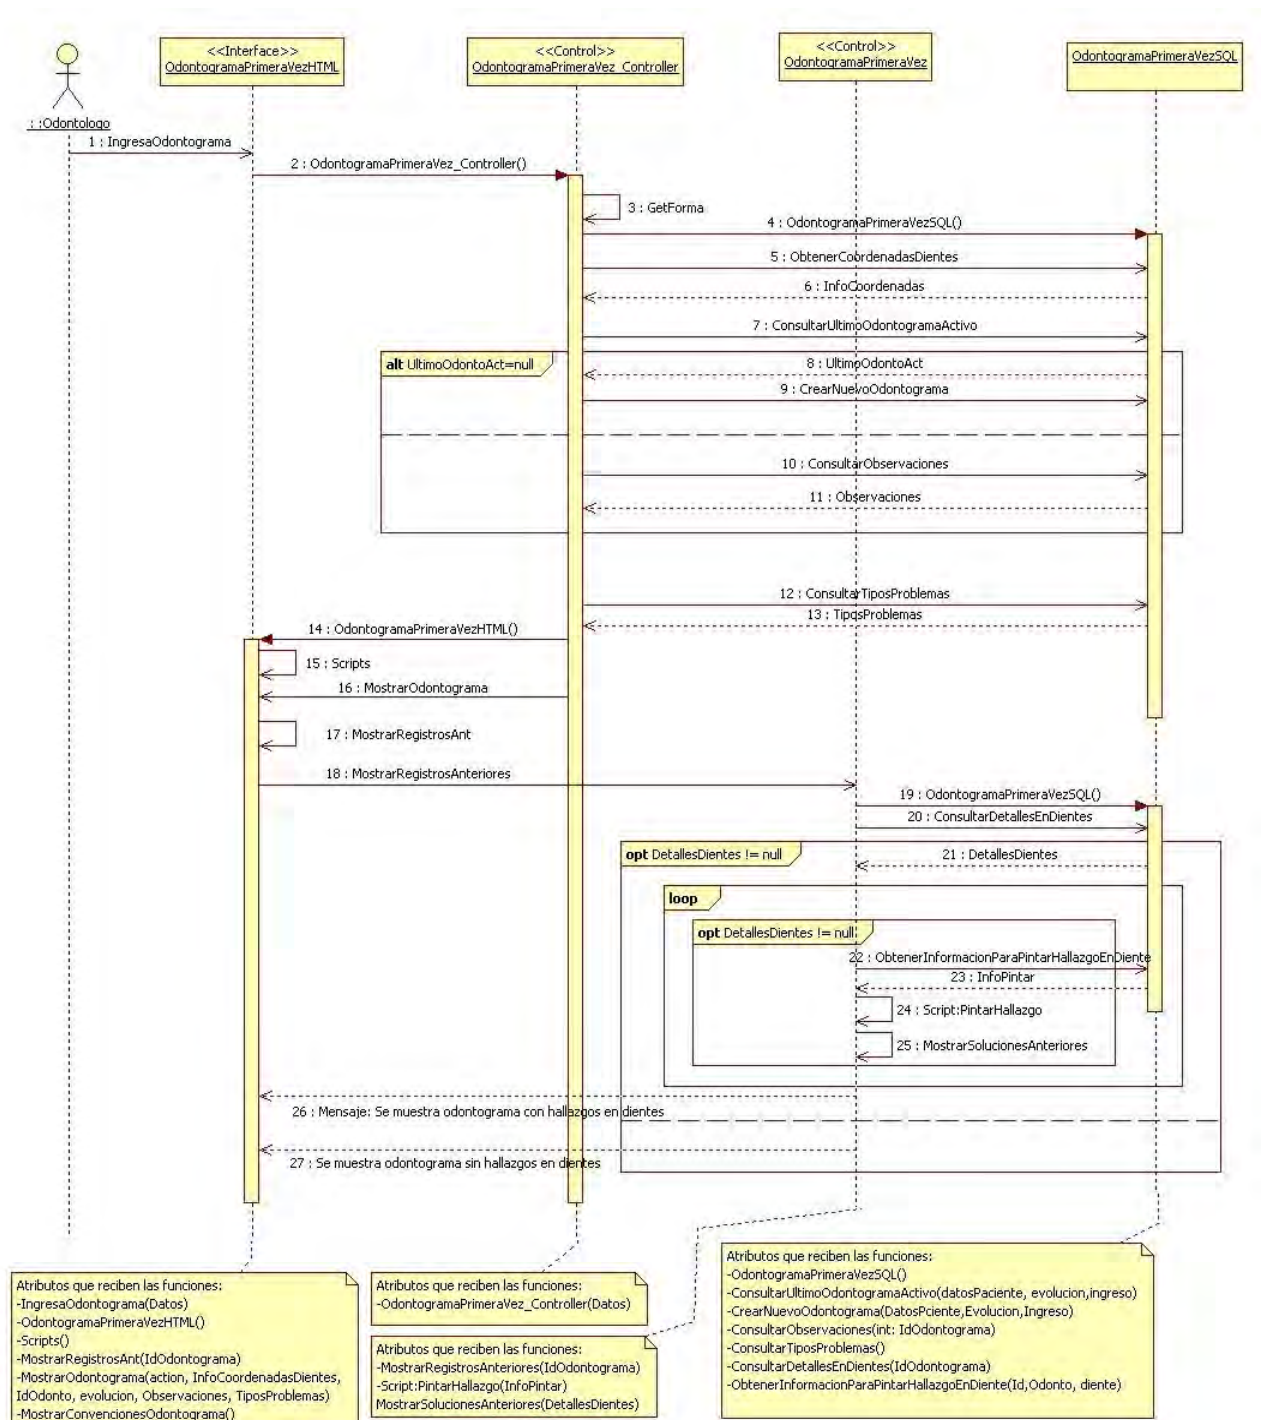 <<Interface>>
OdontogramaPrimeraVezHTML
<<Control>>
OdontogramaPrimeraVez_Controller
<<Control>>
OdontogramaPrimeraVez
OdontogramaPrimeraVezSQL
: :Odontologo
1 : IngresaOdontograma
2 : OdontogramaPrimeraVez_Controller()
3 : GetForma
4 : OdontogramaPrimeraVezSQL()
5 : ObtenerCoordenadasDientes
6 : InfoCoordenadas
7 : ConsultarUltimoOdontogramaActivo
alt UltimoOdontoAct=null
8 : UltimoOdontoAct
9 : CrearNuevoOdontograma
10 : ConsultarObservaciones
11 : Observaciones
12 : ConsultarTiposProblemas
13 : TiposProblemas
14 : OdontogramaPrimeraVezHTML()
15 : Scripts
16 : MostrarOdontograma
17 : MostrarRegistrosAnt
18 : MostrarRegistrosAnteriores
19 : OdontogramaPrimeraVezSQL()
20 : ConsultarDetallesEnDientes
opt DetallesDientes != null
21 : DetallesDientes
loop
opt DetallesDientes != null
22 : ObtenerInformacionParaPintarHallazgoEnDiente
23 : InfoPintar
24 : Script:PintarHallazgo
25 : MostrarSolucionesAnteriores
26 : Mensaje: Se muestra odontograma con hallazgos en dientes
27 : Se muestra odontograma sin hallazgos en dientes
Atributos que reciben las funciones:
-IngresaOdontograma(Datos)
-OdontogramaPrimeraVezHTML()
-Scripts()
-MostrarRegistrosAnt(IdOdontograma)
-MostrarOdontograma(action, InfoCoordenadasDientes,
IdOdonto, evolucion, Observaciones, TiposProblemas)
-MostrarConvencionesOdontograma()
Atributos que reciben las funciones:
-OdontogramaPrimeraVez_Controller(Datos)
Atributos que reciben las funciones:
-MostrarRegistrosAnteriores(IdOdontograma)
-Script:PintarHallazgo(InfoPintar)
MostrarSolucionesAnteriores(DetallesDientes)
Atributos que reciben las funciones:
-OdontogramaPrimeraVezSQL()
-ConsultarUltimoOdontogramaActivo(datosPaciente, evolucion,ingreso)
-CrearNuevoOdontograma(DatosPciente,Evolucion,Ingreso)
-ConsultarObservaciones(int: IdOdontograma)
-ConsultarTiposProblemas()
-ConsultarDetallesEnDientes(IdOdontograma)
-ObtenerInformacionParaPintarHallazgoEnDiente(Id,Odonto, diente)